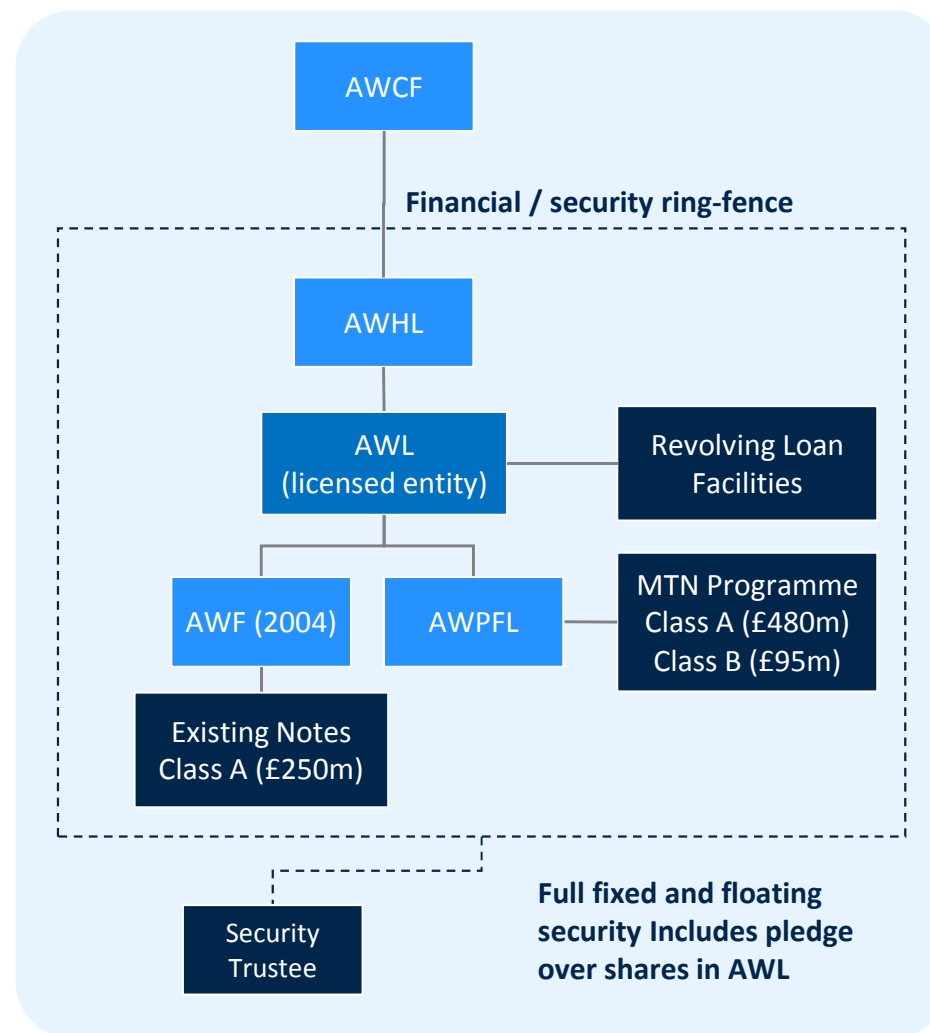 AWCF
Financial / security ring-fence
AWHL
AWL
(licensed entity)
Revolving Loan
Facilities
AWF (2004)
AWPFL
MTN Programme
Class A (£480m)
Class B (£95m)
Existing Notes
Class A (£250m)
Security
Trustee
Full fixed and floating
security Includes pledge
over shares in AWL